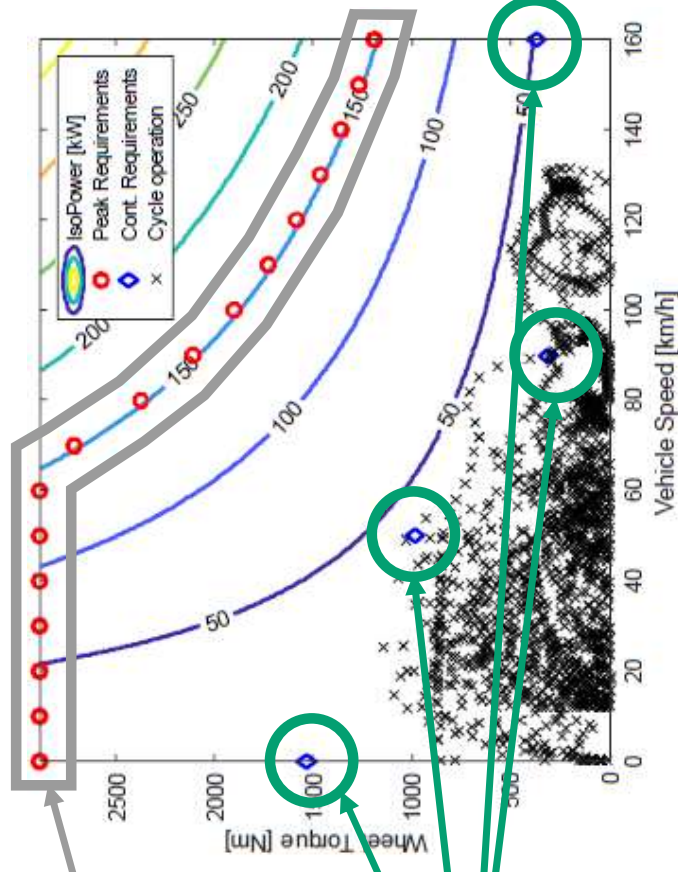 IsoPower [kW]
Peak Requirements
Cont. Requirements
Cycle operation
200
250
200
150
150
100
100
50
50
50
2500
2000
1500
1000
500
0
Wheel Torque [Nm]
0 20 40 60 80 100 120 140 160
Vehicle Speed [km/h]